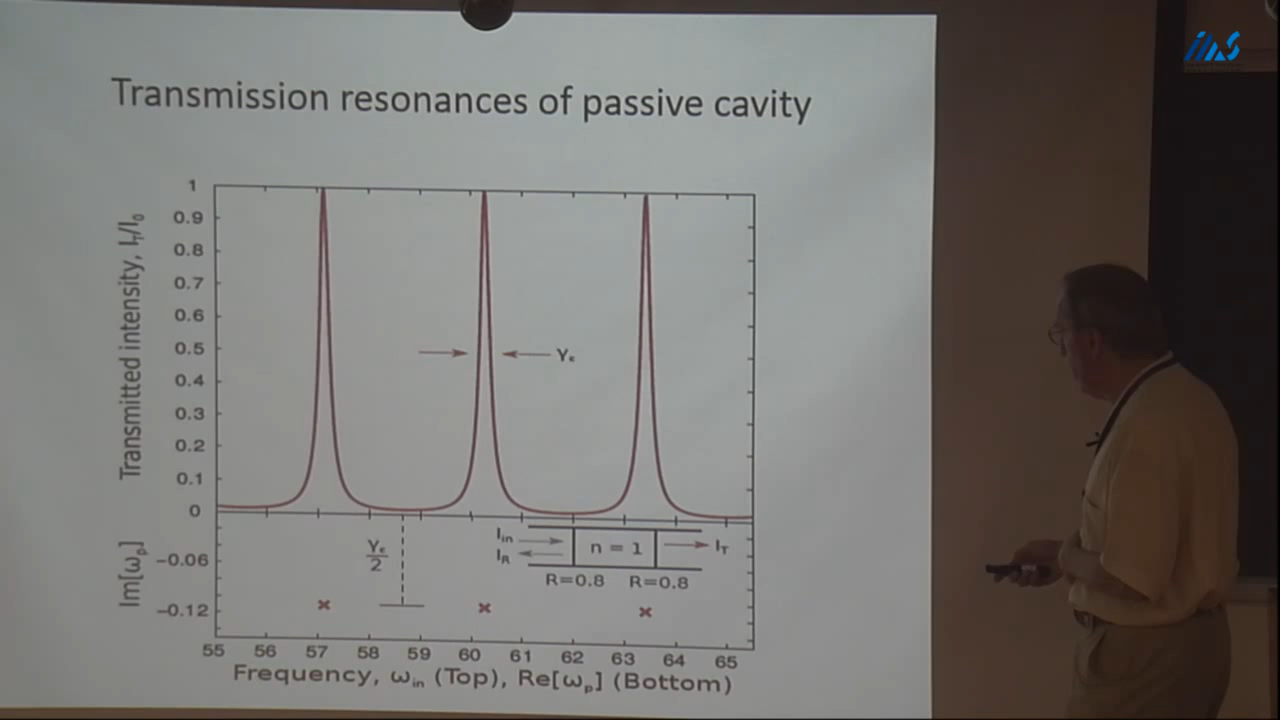 Transmission resonances of passive cavity
Transmitted intensity, I_T/I_0
1
0.9
0.8
0.7
0.6
0.5
0.4
0.3
0.2
0.1
0
γ_c
Im[ω_p]
−0.06
−0.12
γ_c
2
I_in
I_R
n = 1
I_T
R=0.8 R=0.8
55 56 57 58 59 60 61 62 63 64 65
Frequency, ω_in (Top), Re[ω_p] (Bottom)